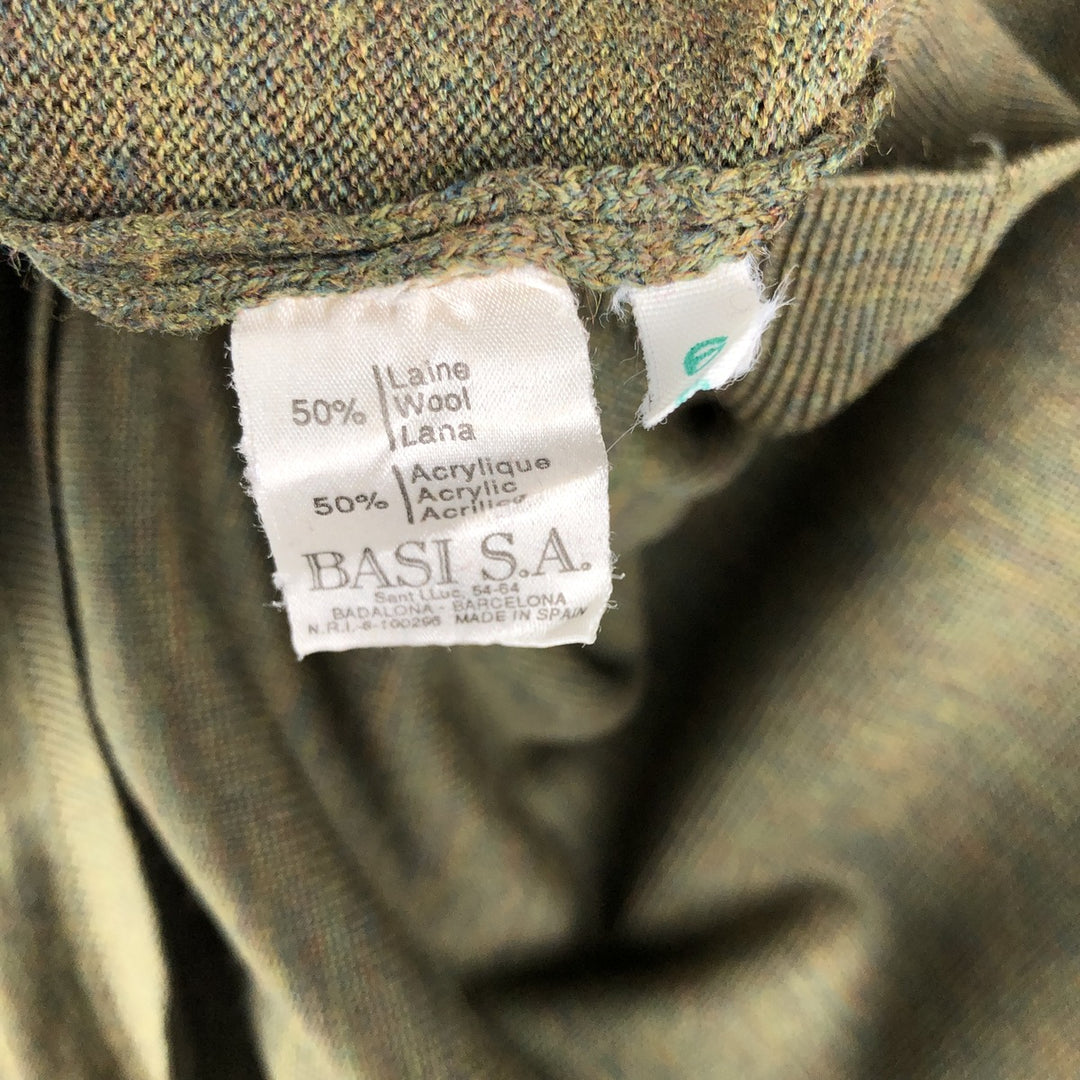 50% Laine
Wool
Lana
50% Acrylique
Acrylic
BASI S.A.
Sant LLuc, 54-64
BADALONA - BARCELONA
N.R.I.-8-100296 MADE IN SPAIN